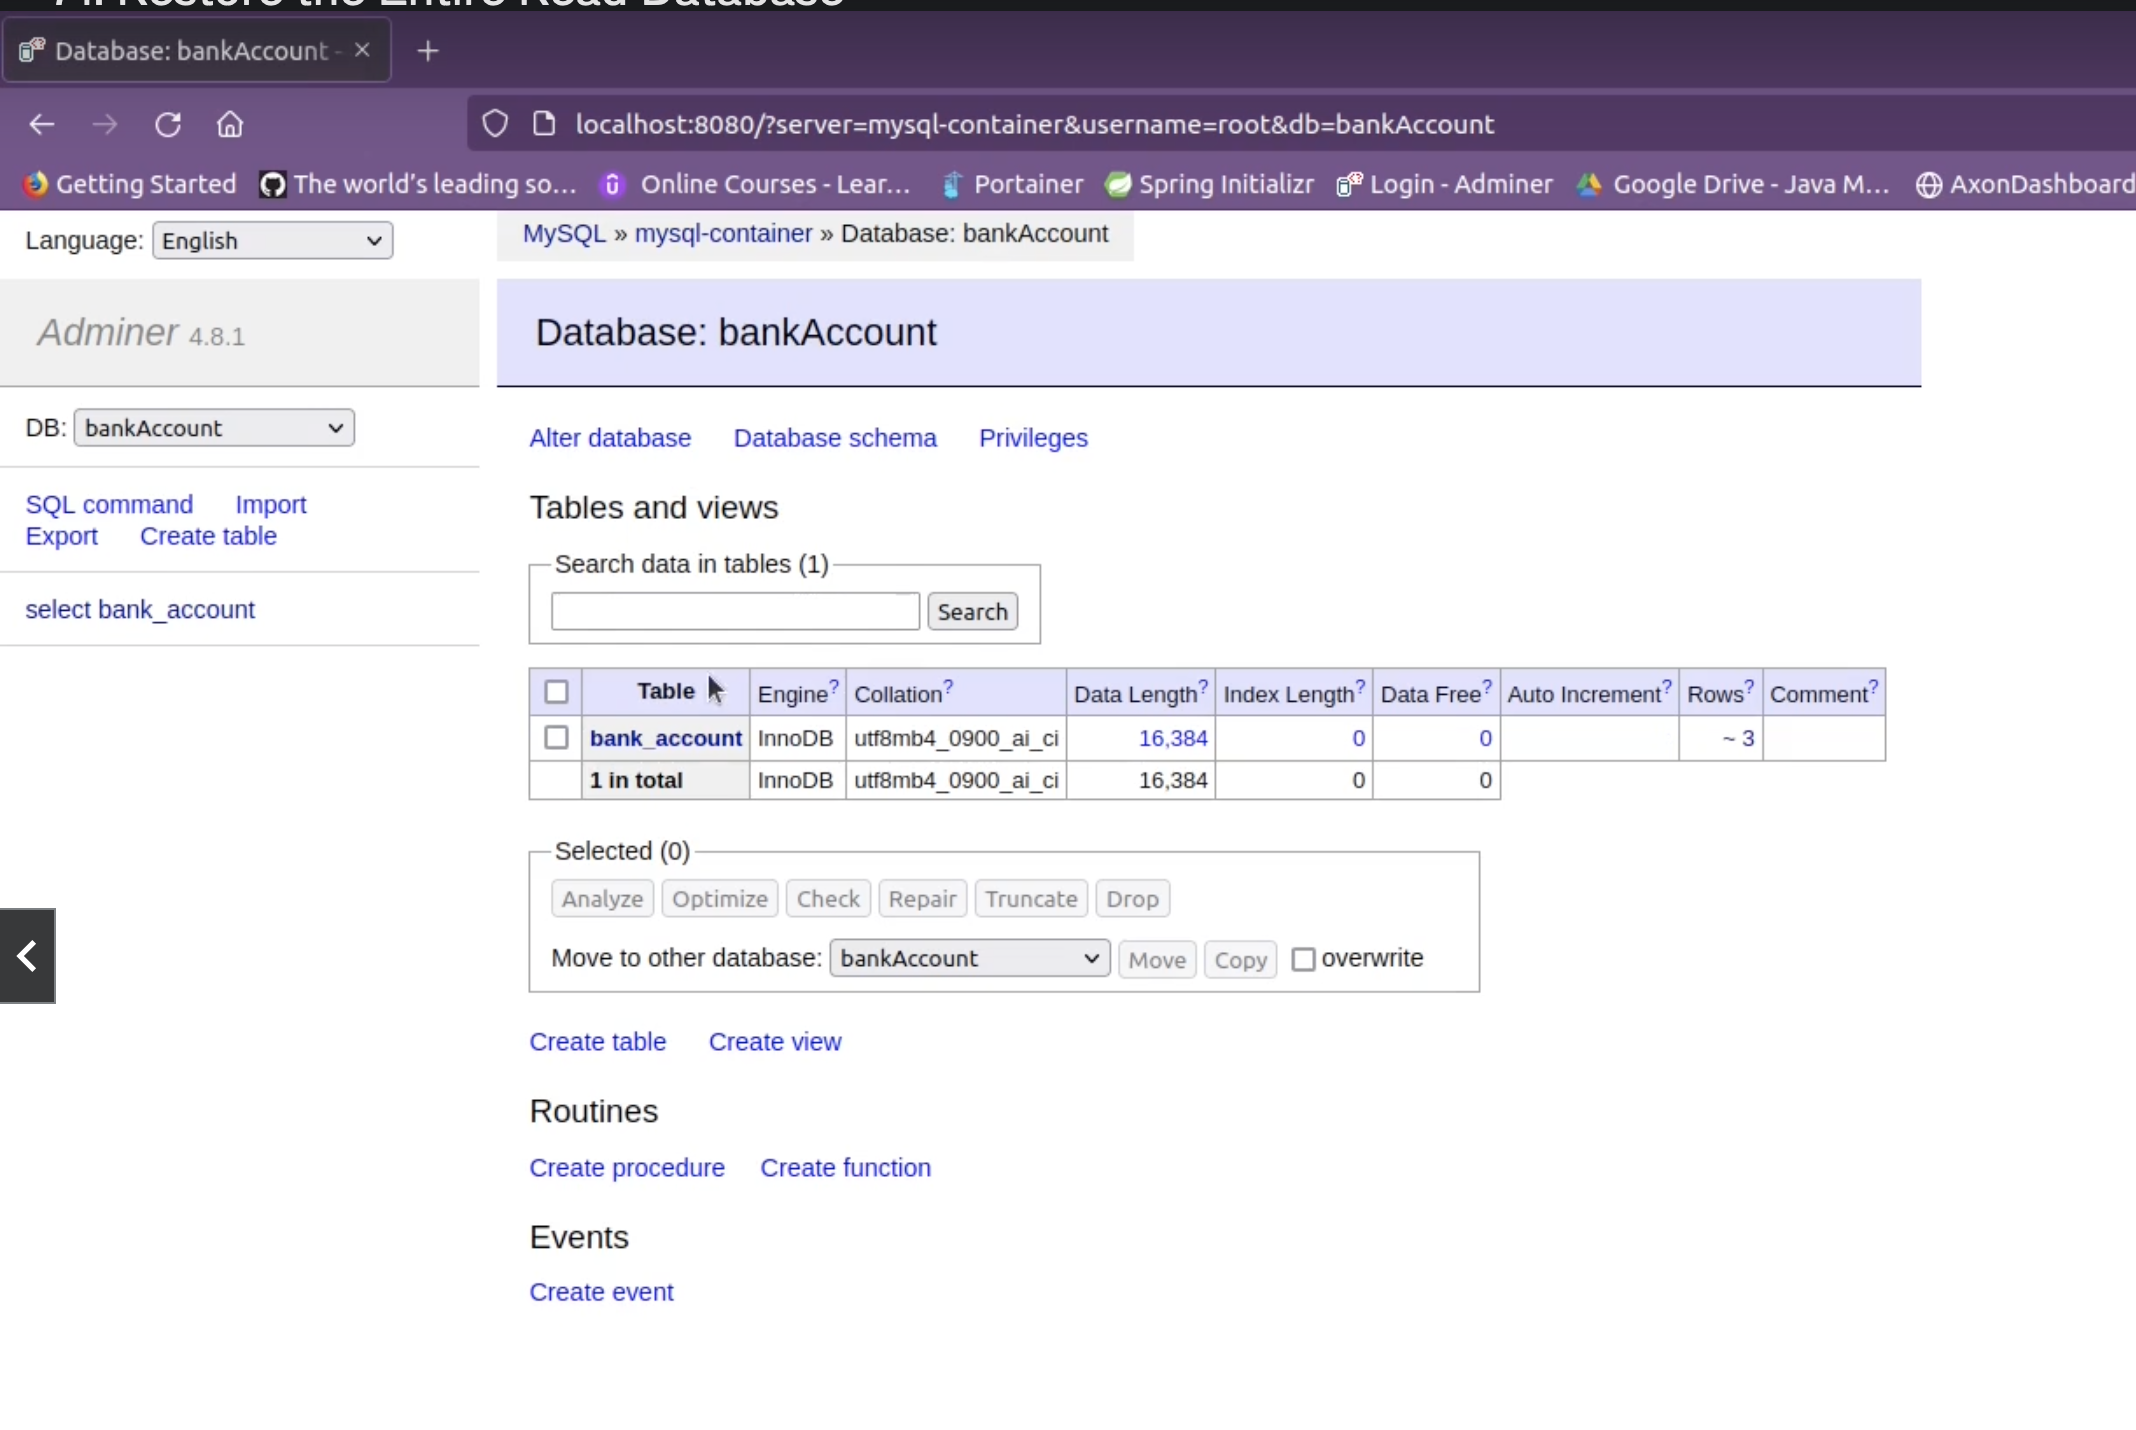 Restore the Entire Read Database
Database: bankAccount -
localhost:8080/?server=mysql-container&username=root&db=bankAccount
Getting Started The world's leading so... Online Courses - Lear... Portainer Spring Initializr Login - Adminer Google Drive - Java M... AxonDashboard
Language: English
MySQL » mysql-container » Database: bankAccount
Adminer 4.8.1
Database: bankAccount
DB: bankAccount
Alter database Database schema Privileges
SQL command Import
Export Create table
select bank_account
Tables and views
Search data in tables (1)
Search
Table Engine? Collation? Data Length? Index Length? Data Free? Auto Increment? Rows? Comment?
bank_account InnoDB utf8mb4_0900_ai_ci 16,384 0 0 ~ 3
1 in total InnoDB utf8mb4_0900_ai_ci 16,384 0 0
Selected (0)
Analyze Optimize Check Repair Truncate Drop
Move to other database: bankAccount Move Copy overwrite
Create table Create view
Routines
Create procedure Create function
Events
Create event